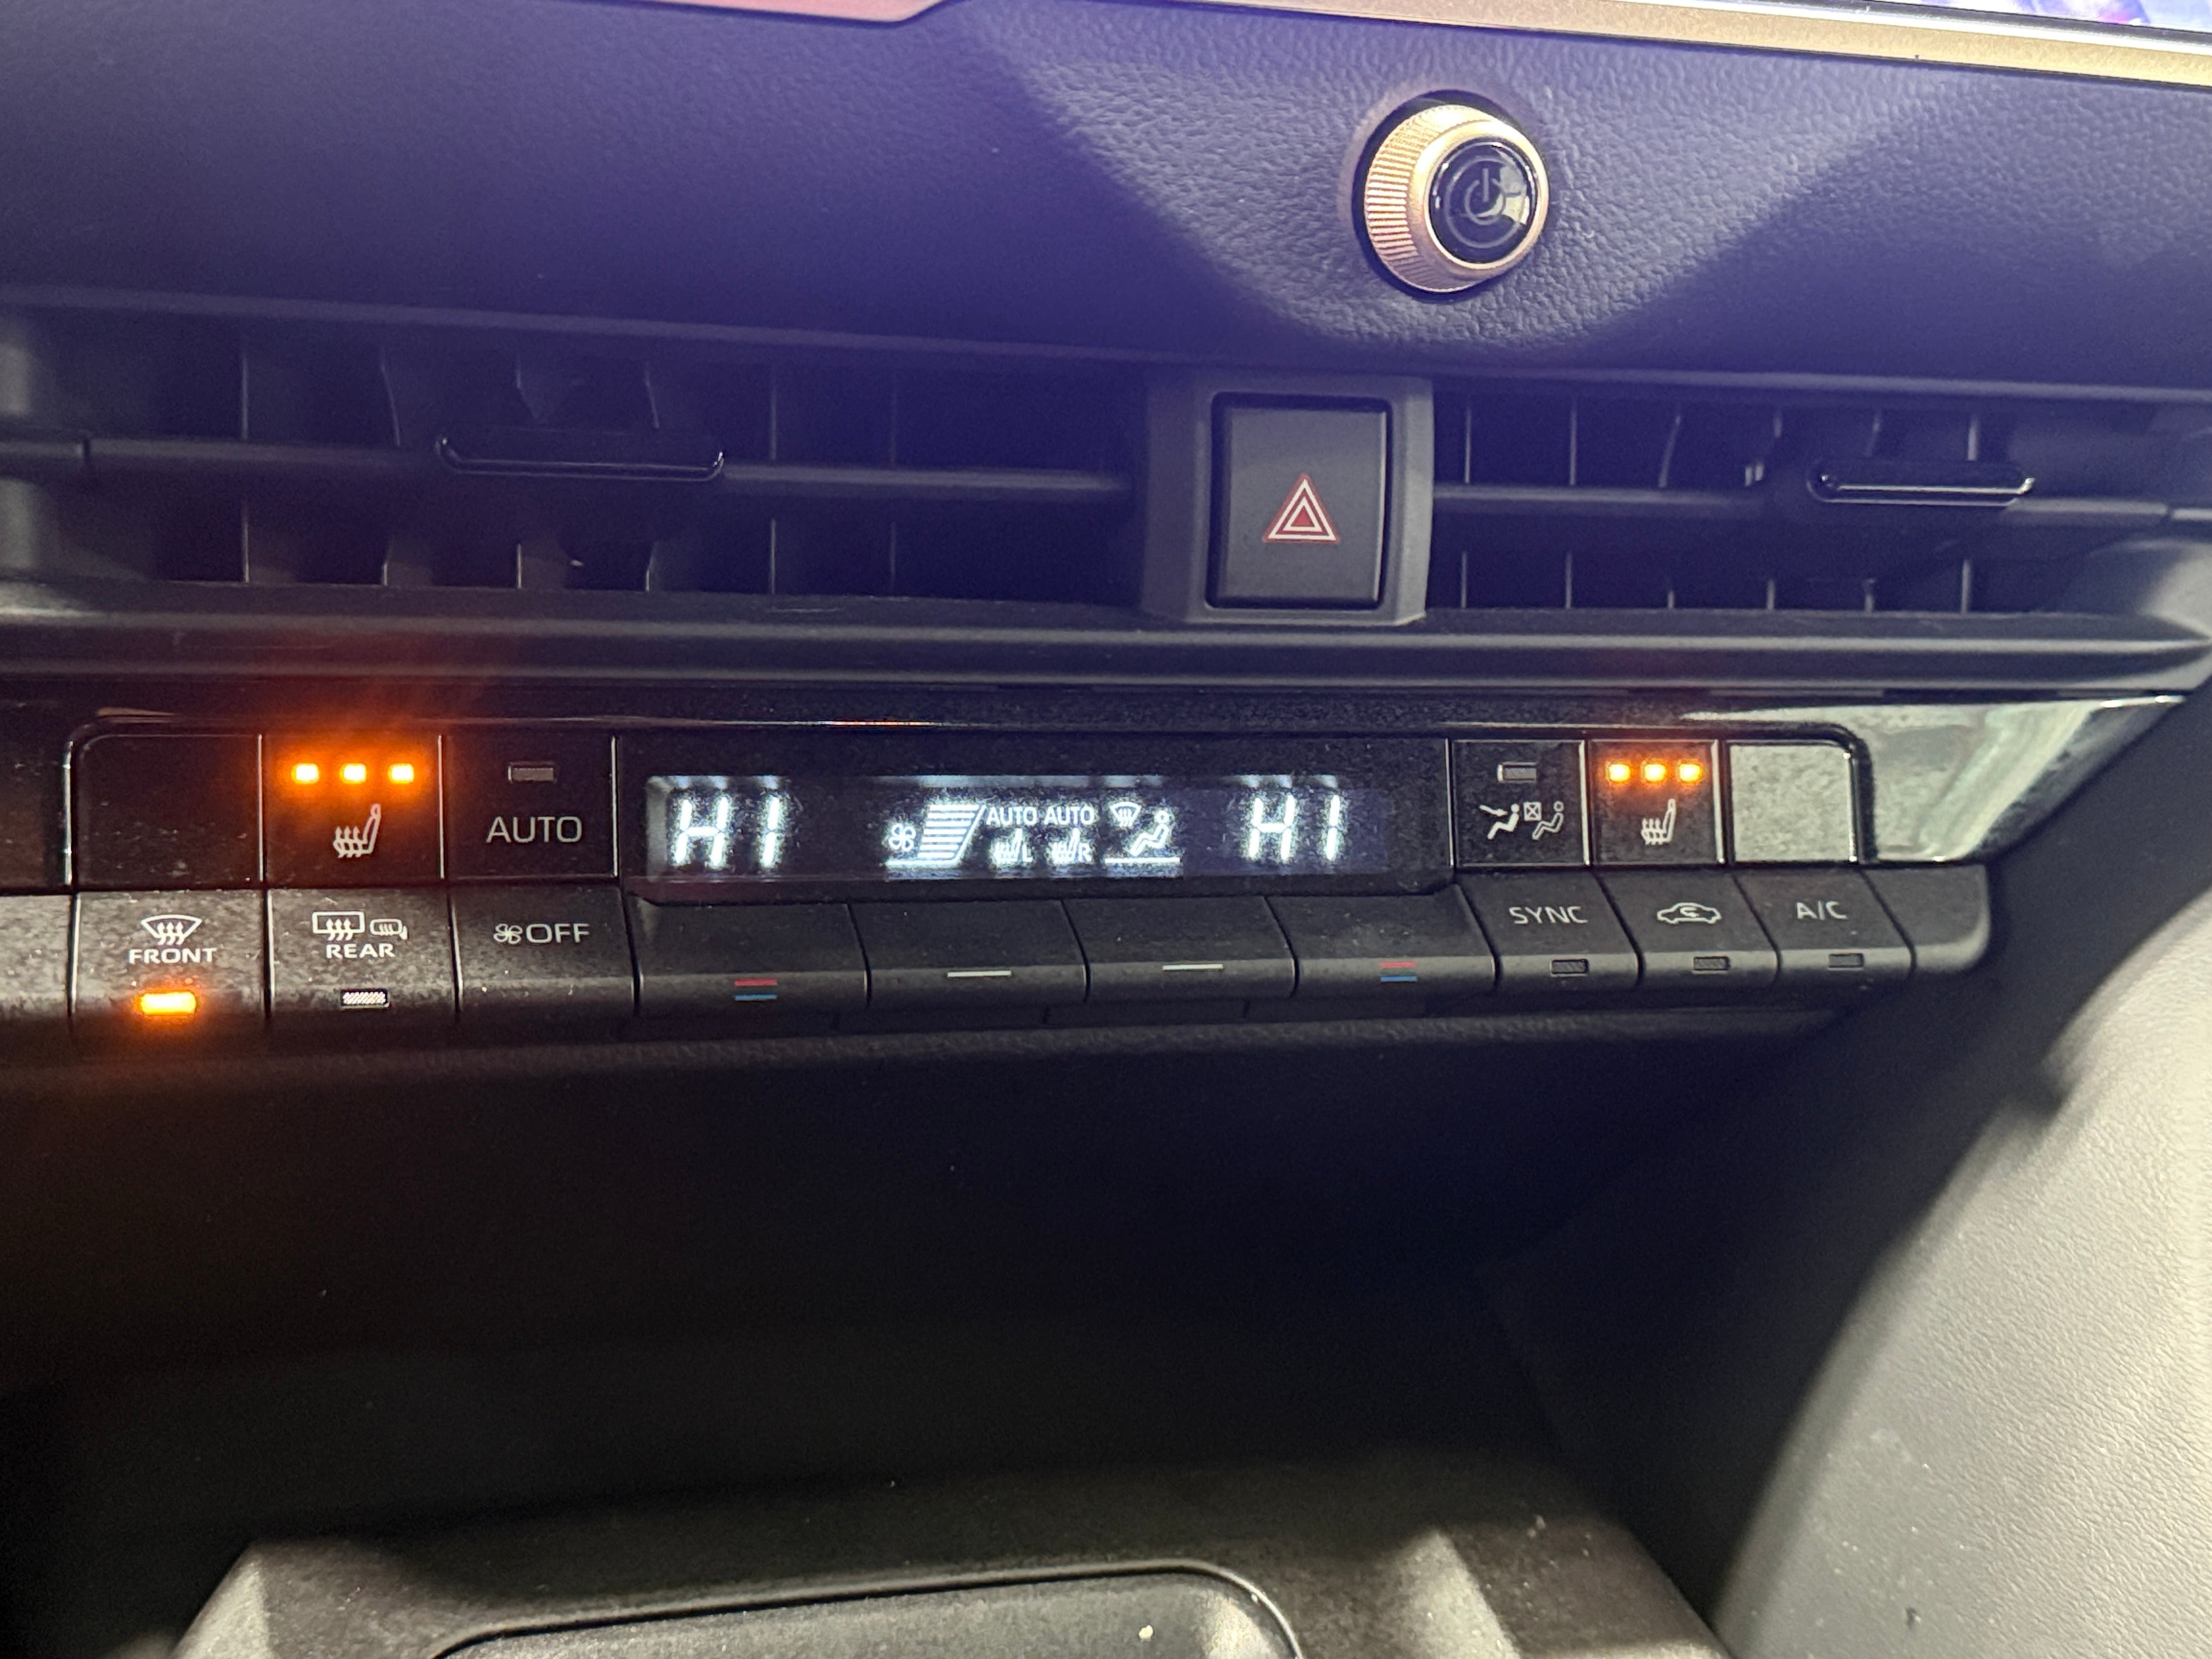 AUTO
HI
AUTO AUTO
L R
HI
FRONT
REAR
OFF
SYNC
A/C